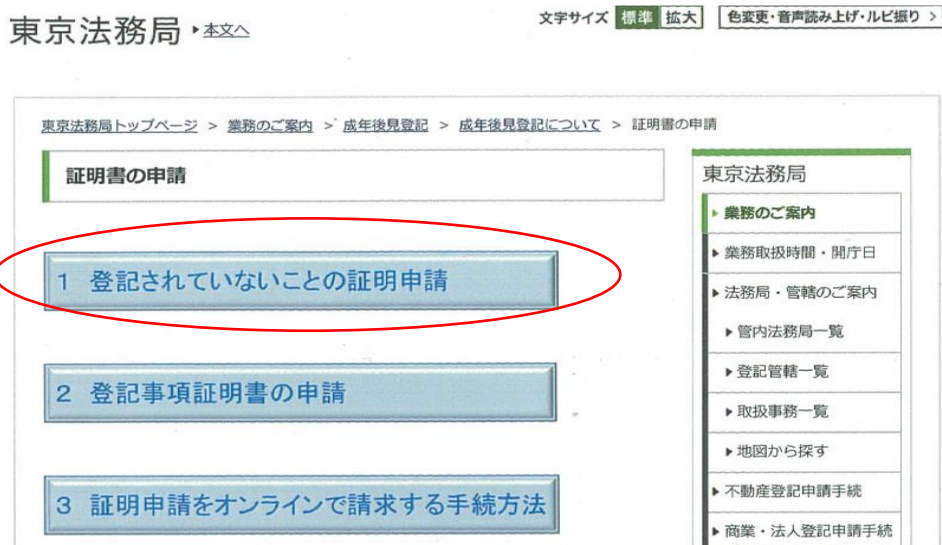 東京法務局 ▶本文へ
文字サイズ 標準 拡大 色変更・音声読み上げ・ルビ振り >
東京法務局トップページ > 業務のご案内 > 成年後見登記 > 成年後見登記について > 証明書の申請
証明書の申請
1 登記されていないことの証明申請
2 登記事項証明書の申請
3 証明申請をオンラインで請求する手続方法
東京法務局
▶業務のご案内
▶業務取扱時間・開庁日
▶法務局・管轄のご案内
▶管内法務局一覧
▶登記管轄一覧
▶取扱事務一覧
▶地図から探す
▶不動産登記申請手続
▶商業・法人登記申請手続